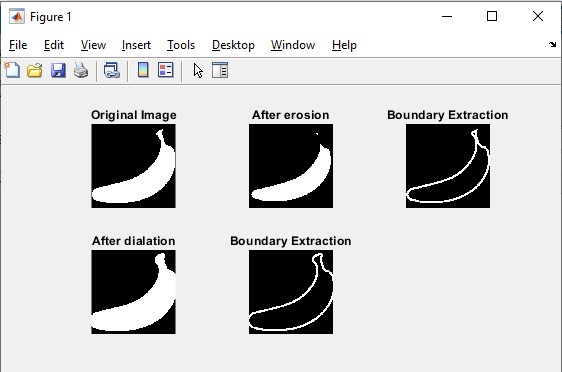 Figure 1
File Edit View Insert Tools Desktop Window Help
Original Image After erosion Boundary Extraction
After dialation Boundary Extraction